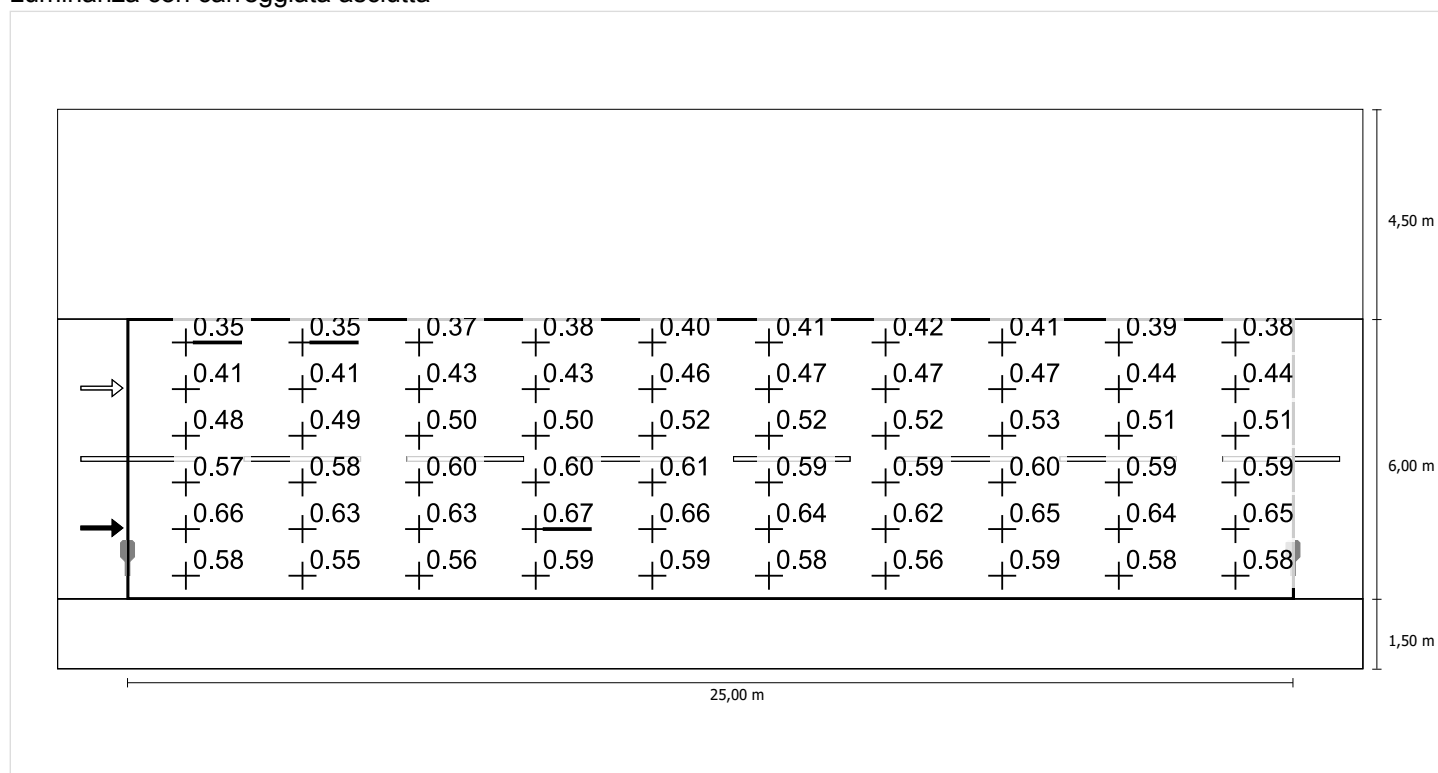 Luminanza con carreggiata asciutta
4,50 m
0.35 0.35 0.37 0.38 0.40 0.41 0.42 0.41 0.39 0.38
0.41 0.41 0.43 0.43 0.46 0.47 0.47 0.47 0.44 0.44
0.48 0.49 0.50 0.50 0.52 0.52 0.52 0.53 0.51 0.51
0.57 0.58 0.60 0.60 0.61 0.59 0.59 0.60 0.59 0.59
6,00 m
0.66 0.63 0.63 0.67 0.66 0.64 0.62 0.65 0.64 0.65
0.58 0.55 0.56 0.59 0.59 0.58 0.56 0.59 0.58 0.58
1,50 m
25,00 m